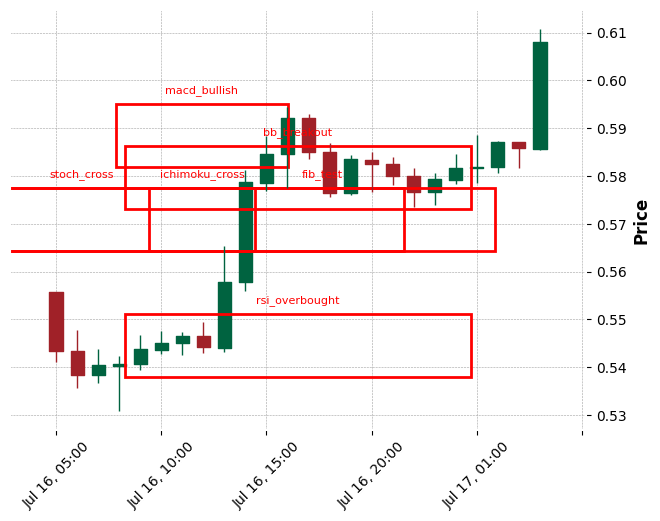 macd_bullish
bb_breakout
stoch_cross
ichimoku_cross
fib_test
rsi_overbought
0.61
0.60
0.59
0.58
0.57
0.56
0.55
0.54
0.53
Price
Jul 16, 05:00
Jul 16, 10:00
Jul 16, 15:00
Jul 16, 20:00
Jul 17, 01:00